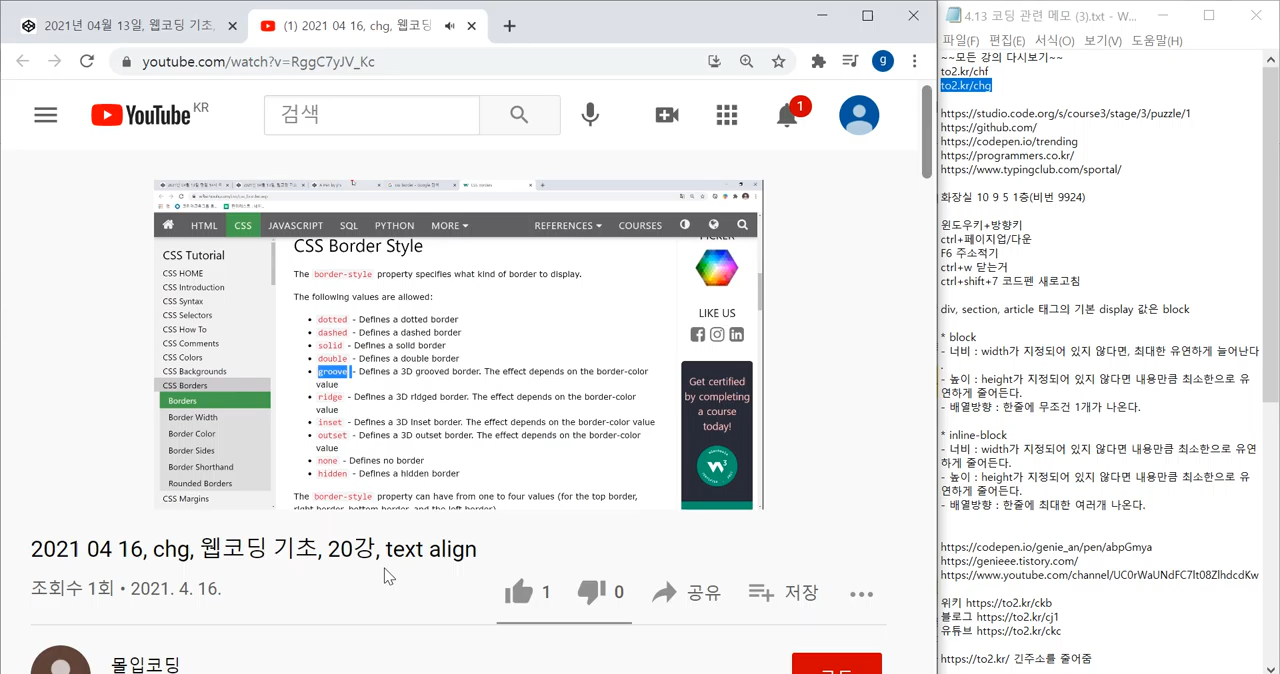 2021년 04월 13일, 웹코딩 기초,
(1) 2021 04 16, chg, 웹코딩
4.13 코딩 관련 메모 (3).txt - W...
youtube.com/watch?v=RggC7yJV_Kc
g
파일(F) 편집(E) 서식(O) 보기(V) 도움말(H)
YouTube KR
검색
1
HTML CSS JAVASCRIPT SQL PYTHON MORE REFERENCES COURSES
CSS Tutorial
CSS HOME
CSS Introduction
CSS Syntax
CSS Selectors
CSS How To
CSS Comments
CSS Colors
CSS Backgrounds
CSS Borders
Borders
Border Width
Border Color
Border Sides
Border Shorthand
Rounded Borders
CSS Margins
CSS Border Style
The border-style property specifies what kind of border to display.
The following values are allowed:
• dotted - Defines a dotted border
• dashed - Defines a dashed border
• solid - Defines a solid border
• double - Defines a double border
• groove - Defines a 3D grooved border. The effect depends on the border-color
value
• ridge - Defines a 3D ridged border. The effect depends on the border-color
value
• inset - Defines a 3D inset border. The effect depends on the border-color value
• outset - Defines a 3D outset border. The effect depends on the border-color
value
• none - Defines no border
• hidden - Defines a hidden border
The border-style property can have from one to four values (for the top border,
right border, bottom border, and the left border).
PICKER
LIKE US
Get certified
by completing
a course
today!
w3
2021 04 16, chg, 웹코딩 기초, 20강, text align
조회수 1회 • 2021. 4. 16.
1 0 공유 저장
몰입코딩
~~모든 강의 다시보기~~
to2.kr/chf
to2.kr/chg
https://studio.code.org/s/course3/stage/3/puzzle/1
https://github.com/
https://codepen.io/trending
https://programmers.co.kr/
https://www.typingclub.com/sportal/
화장실 10 9 5 1층(비번 9924)
윈도우키+방향키
ctrl+페이지업/다운
F6 주소적기
ctrl+w 닫는거
ctrl+shift+7 코드펜 새로고침
div, section, article 태그의 기본 display 값은 block
* block
- 너비 : width가 지정되어 있지 않다면, 최대한 유연하게 늘어난다
.
- 높이 : height가 지정되어 있지 않다면 내용만큼 최소한으로 유
연하게 줄어든다.
- 배열방향 : 한줄에 무조건 1개가 나온다.
* inline-block
- 너비 : width가 지정되어 있지 않다면 내용만큼 최소한으로 유연
하게 줄어든다.
- 높이 : height가 지정되어 있지 않다면 내용만큼 최소한으로 유
연하게 줄어든다.
- 배열방향 : 한줄에 최대한 여러개 나온다.
https://codepen.io/genie_an/pen/abpGmya
https://genieee.tistory.com/
https://www.youtube.com/channel/UC0rWaUNdFC7lt08ZlhdcdKw
위키 https://to2.kr/ckb
블로그 https://to2.kr/cj1
유튜브 https://to2.kr/ckc
https://to2.kr/ 긴주소를 줄어줌